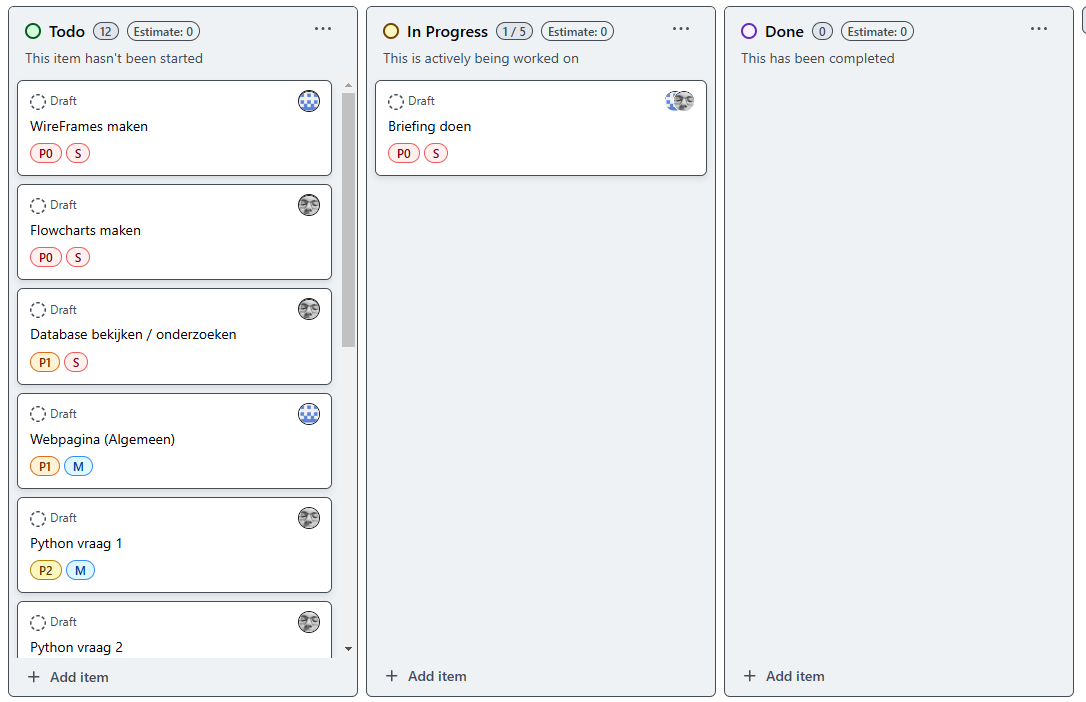 Todo 12 Estimate: 0 ...
This item hasn't been started
Draft
WireFrames maken
P0 S
Draft
Flowcharts maken
P0 S
Draft
Database bekijken / onderzoeken
P1 S
Draft
Webpagina (Algemeen)
P1 M
Draft
Python vraag 1
P2 M
Draft
Python vraag 2
+ Add item
In Progress 1 / 5 Estimate: 0 ...
This is actively being worked on
Draft
Briefing doen
P0 S
+ Add item
Done 0 Estimate: 0 ...
This has been completed
+ Add item